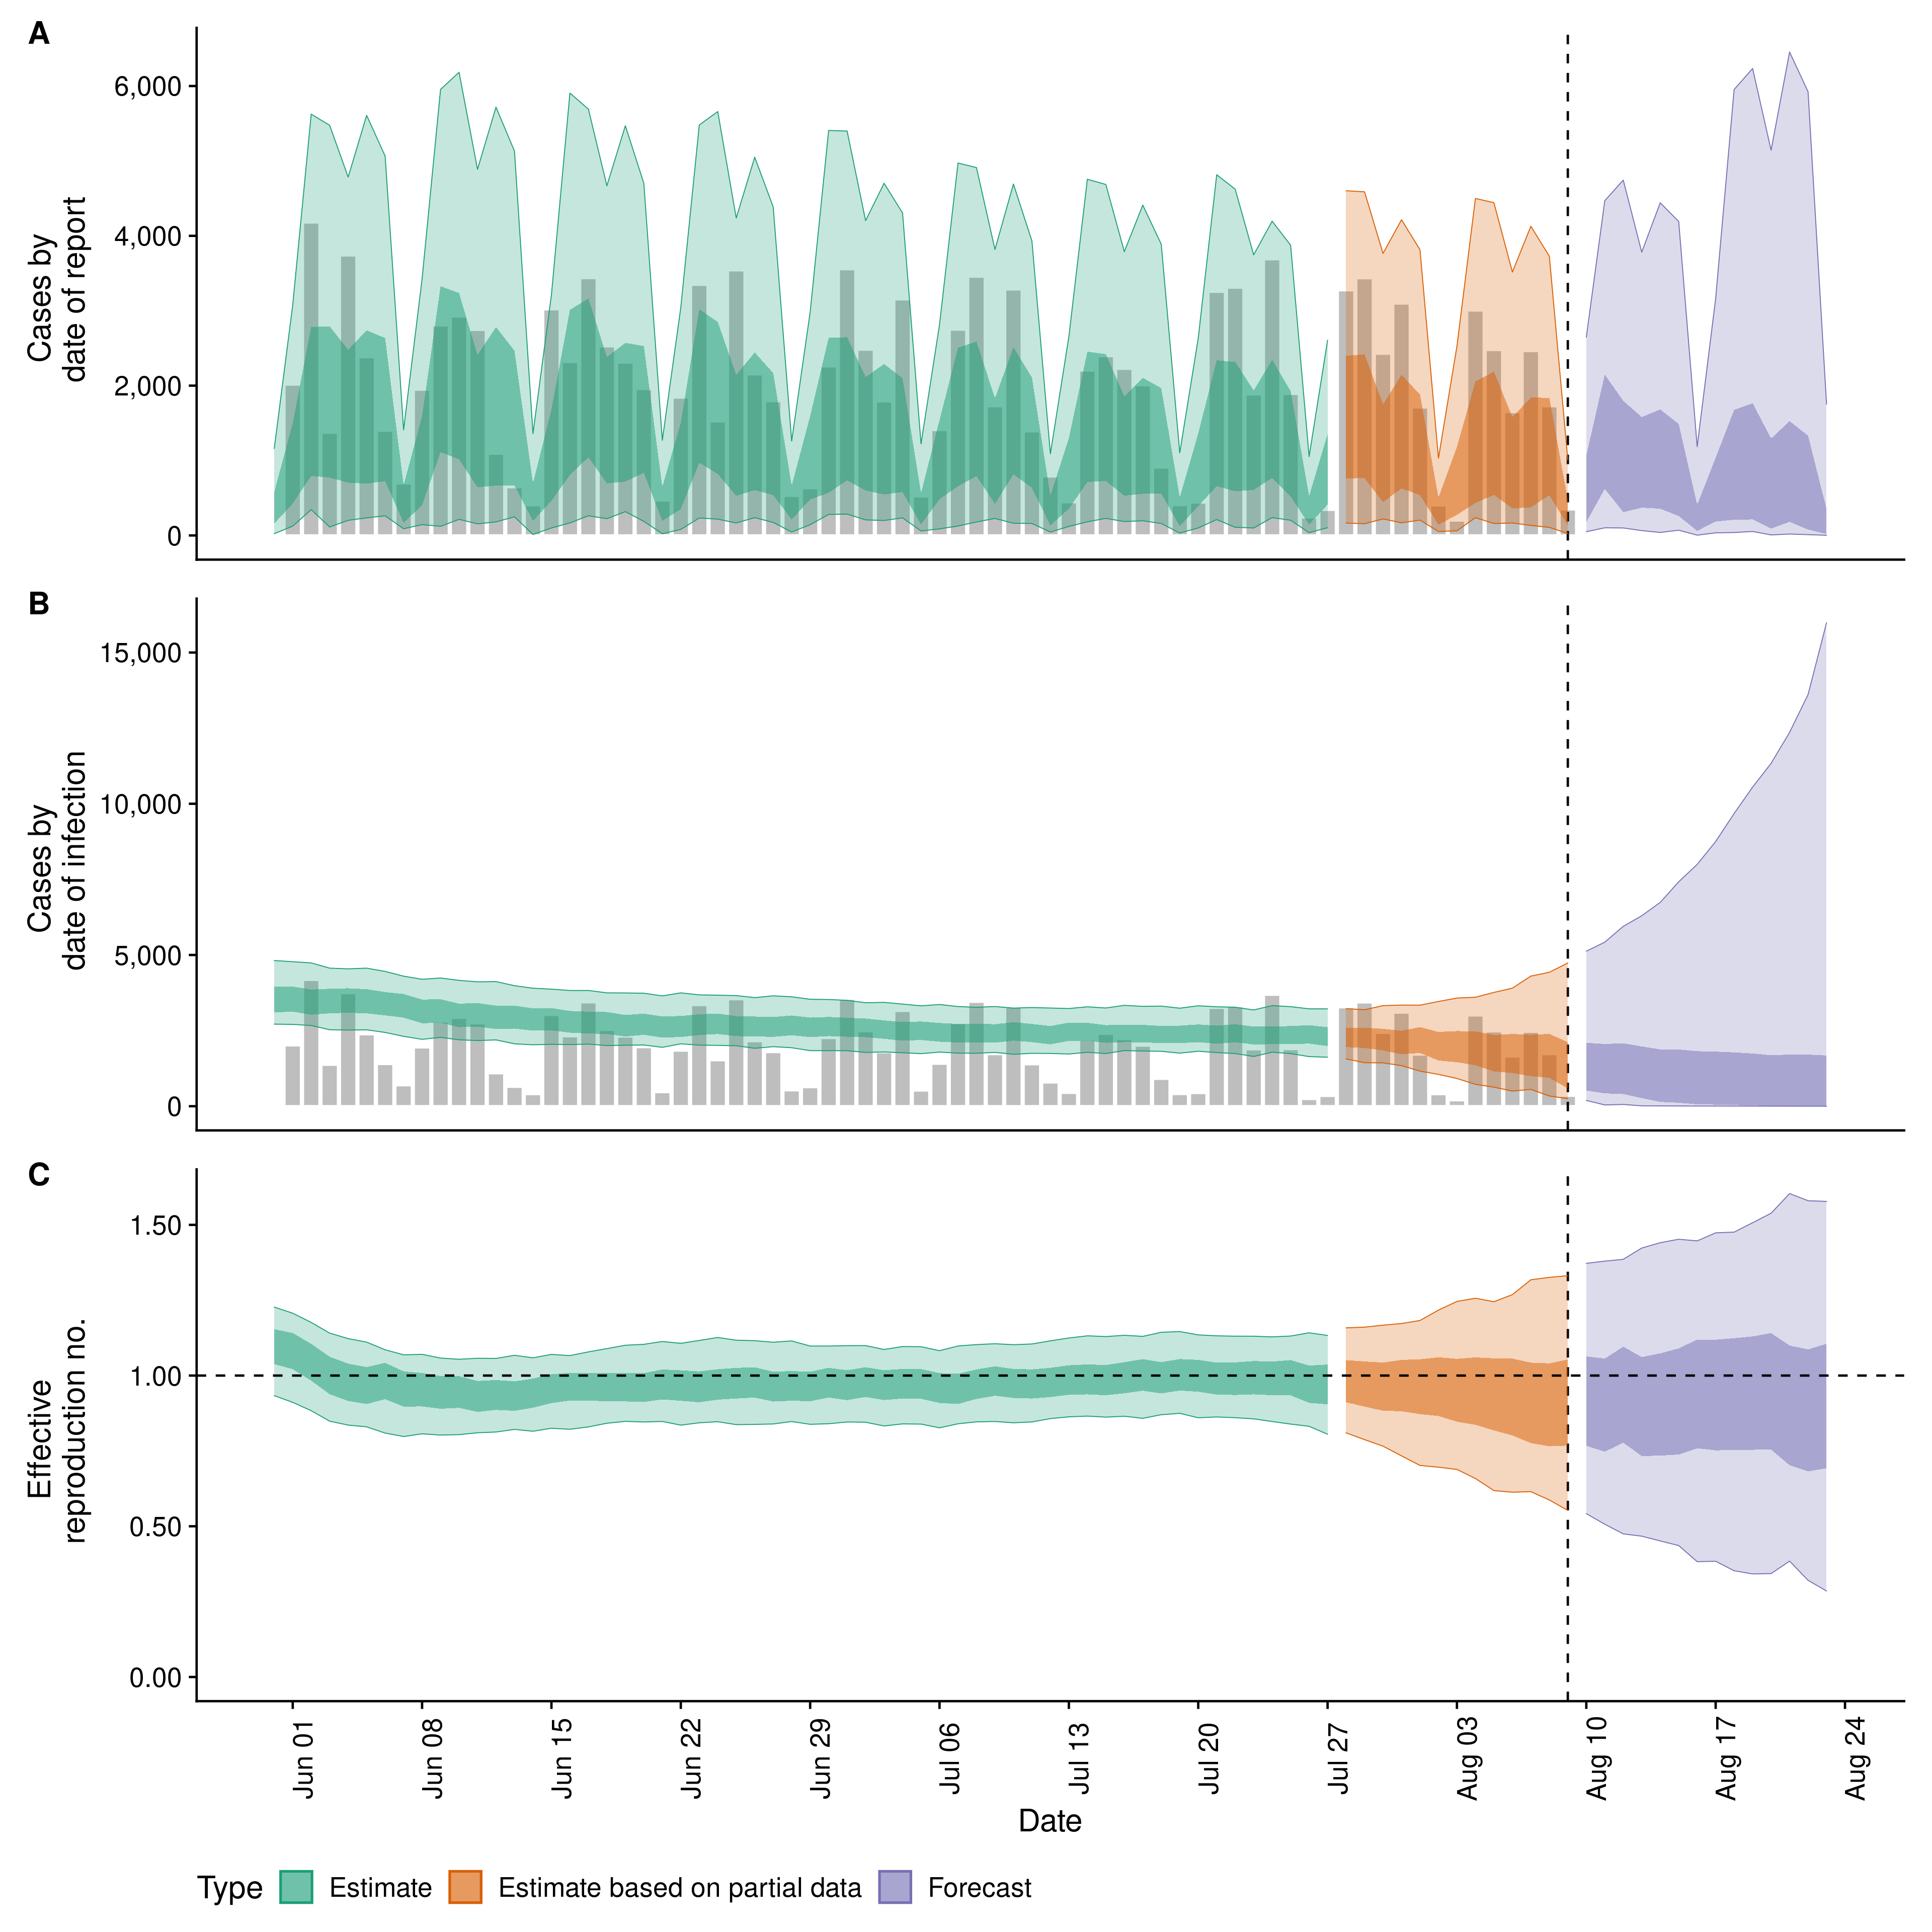 A
Cases by
date of report
6,000
4,000
2,000
0
B
Cases by
date of infection
15,000
10,000
5,000
0
C
Effective
reproduction no.
1.50
1.00
0.50
0.00
Jun 01
Jun 08
Jun 15
Jun 22
Jun 29
Jul 06
Jul 13
Jul 20
Jul 27
Aug 03
Aug 10
Aug 17
Aug 24
Date
Type Estimate Estimate based on partial data Forecast